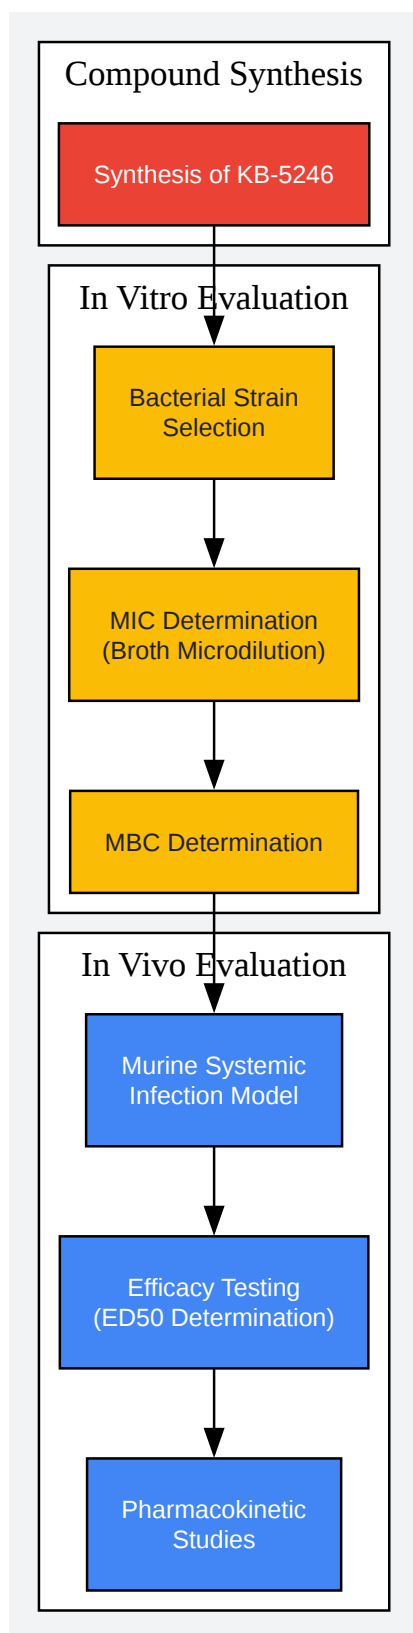 Compound Synthesis
Synthesis of KB-5246
In Vitro Evaluation
Bacterial Strain
Selection
MIC Determination
(Broth Microdilution)
MBC Determination
In Vivo Evaluation
Murine Systemic
Infection Model
Efficacy Testing
(ED50 Determination)
Pharmacokinetic
Studies